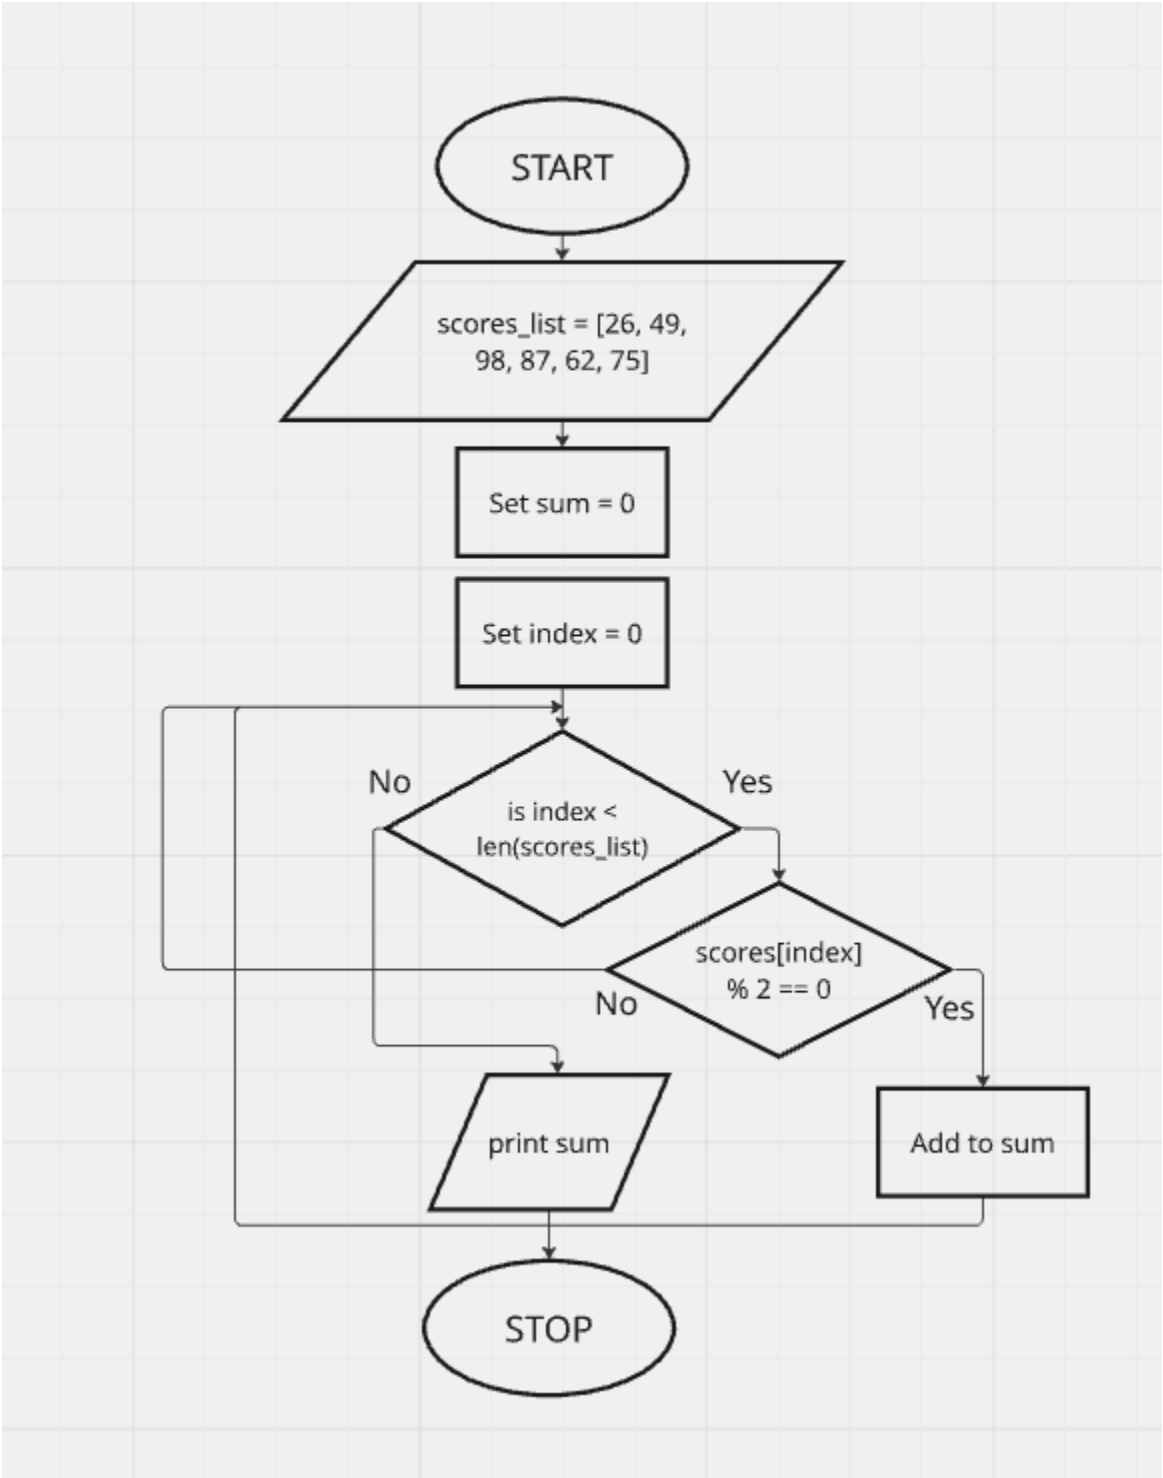 START
scores_list = [26, 49,
98, 87, 62, 75]
Set sum = 0
Set index = 0
No
Yes
is index <
len(scores_list)
scores[index]
% 2 == 0
No
Yes
print sum
Add to sum
STOP